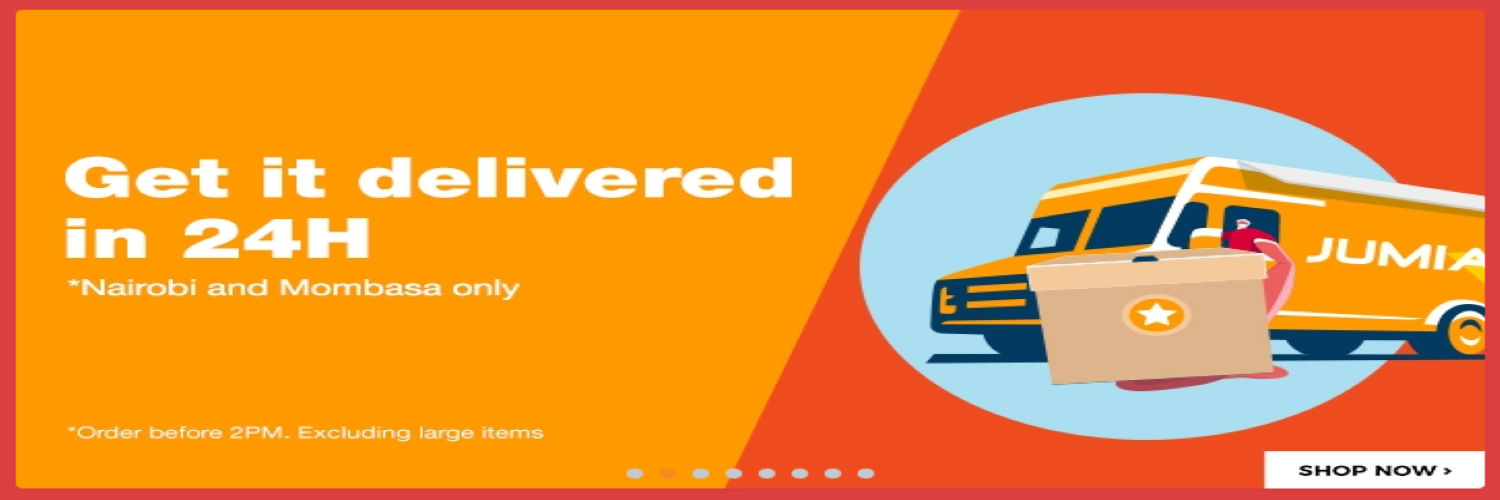 Get it delivered
in 24H
*Nairobi and Mombasa only
*Order before 2PM. Excluding large items
JUMIA
SHOP NOW ›